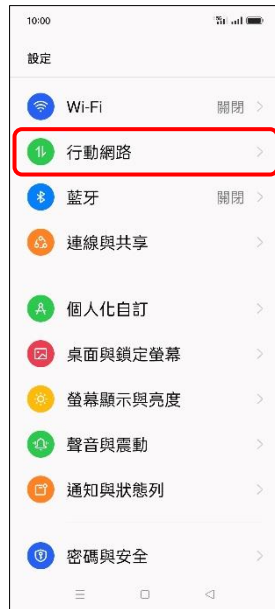 10:00
設定
Wi-Fi 關閉
行動網路
藍牙 關閉
連線與共享
個人化自訂
桌面與鎖定螢幕
螢幕顯示與亮度
聲音與震動
通知與狀態列
密碼與安全